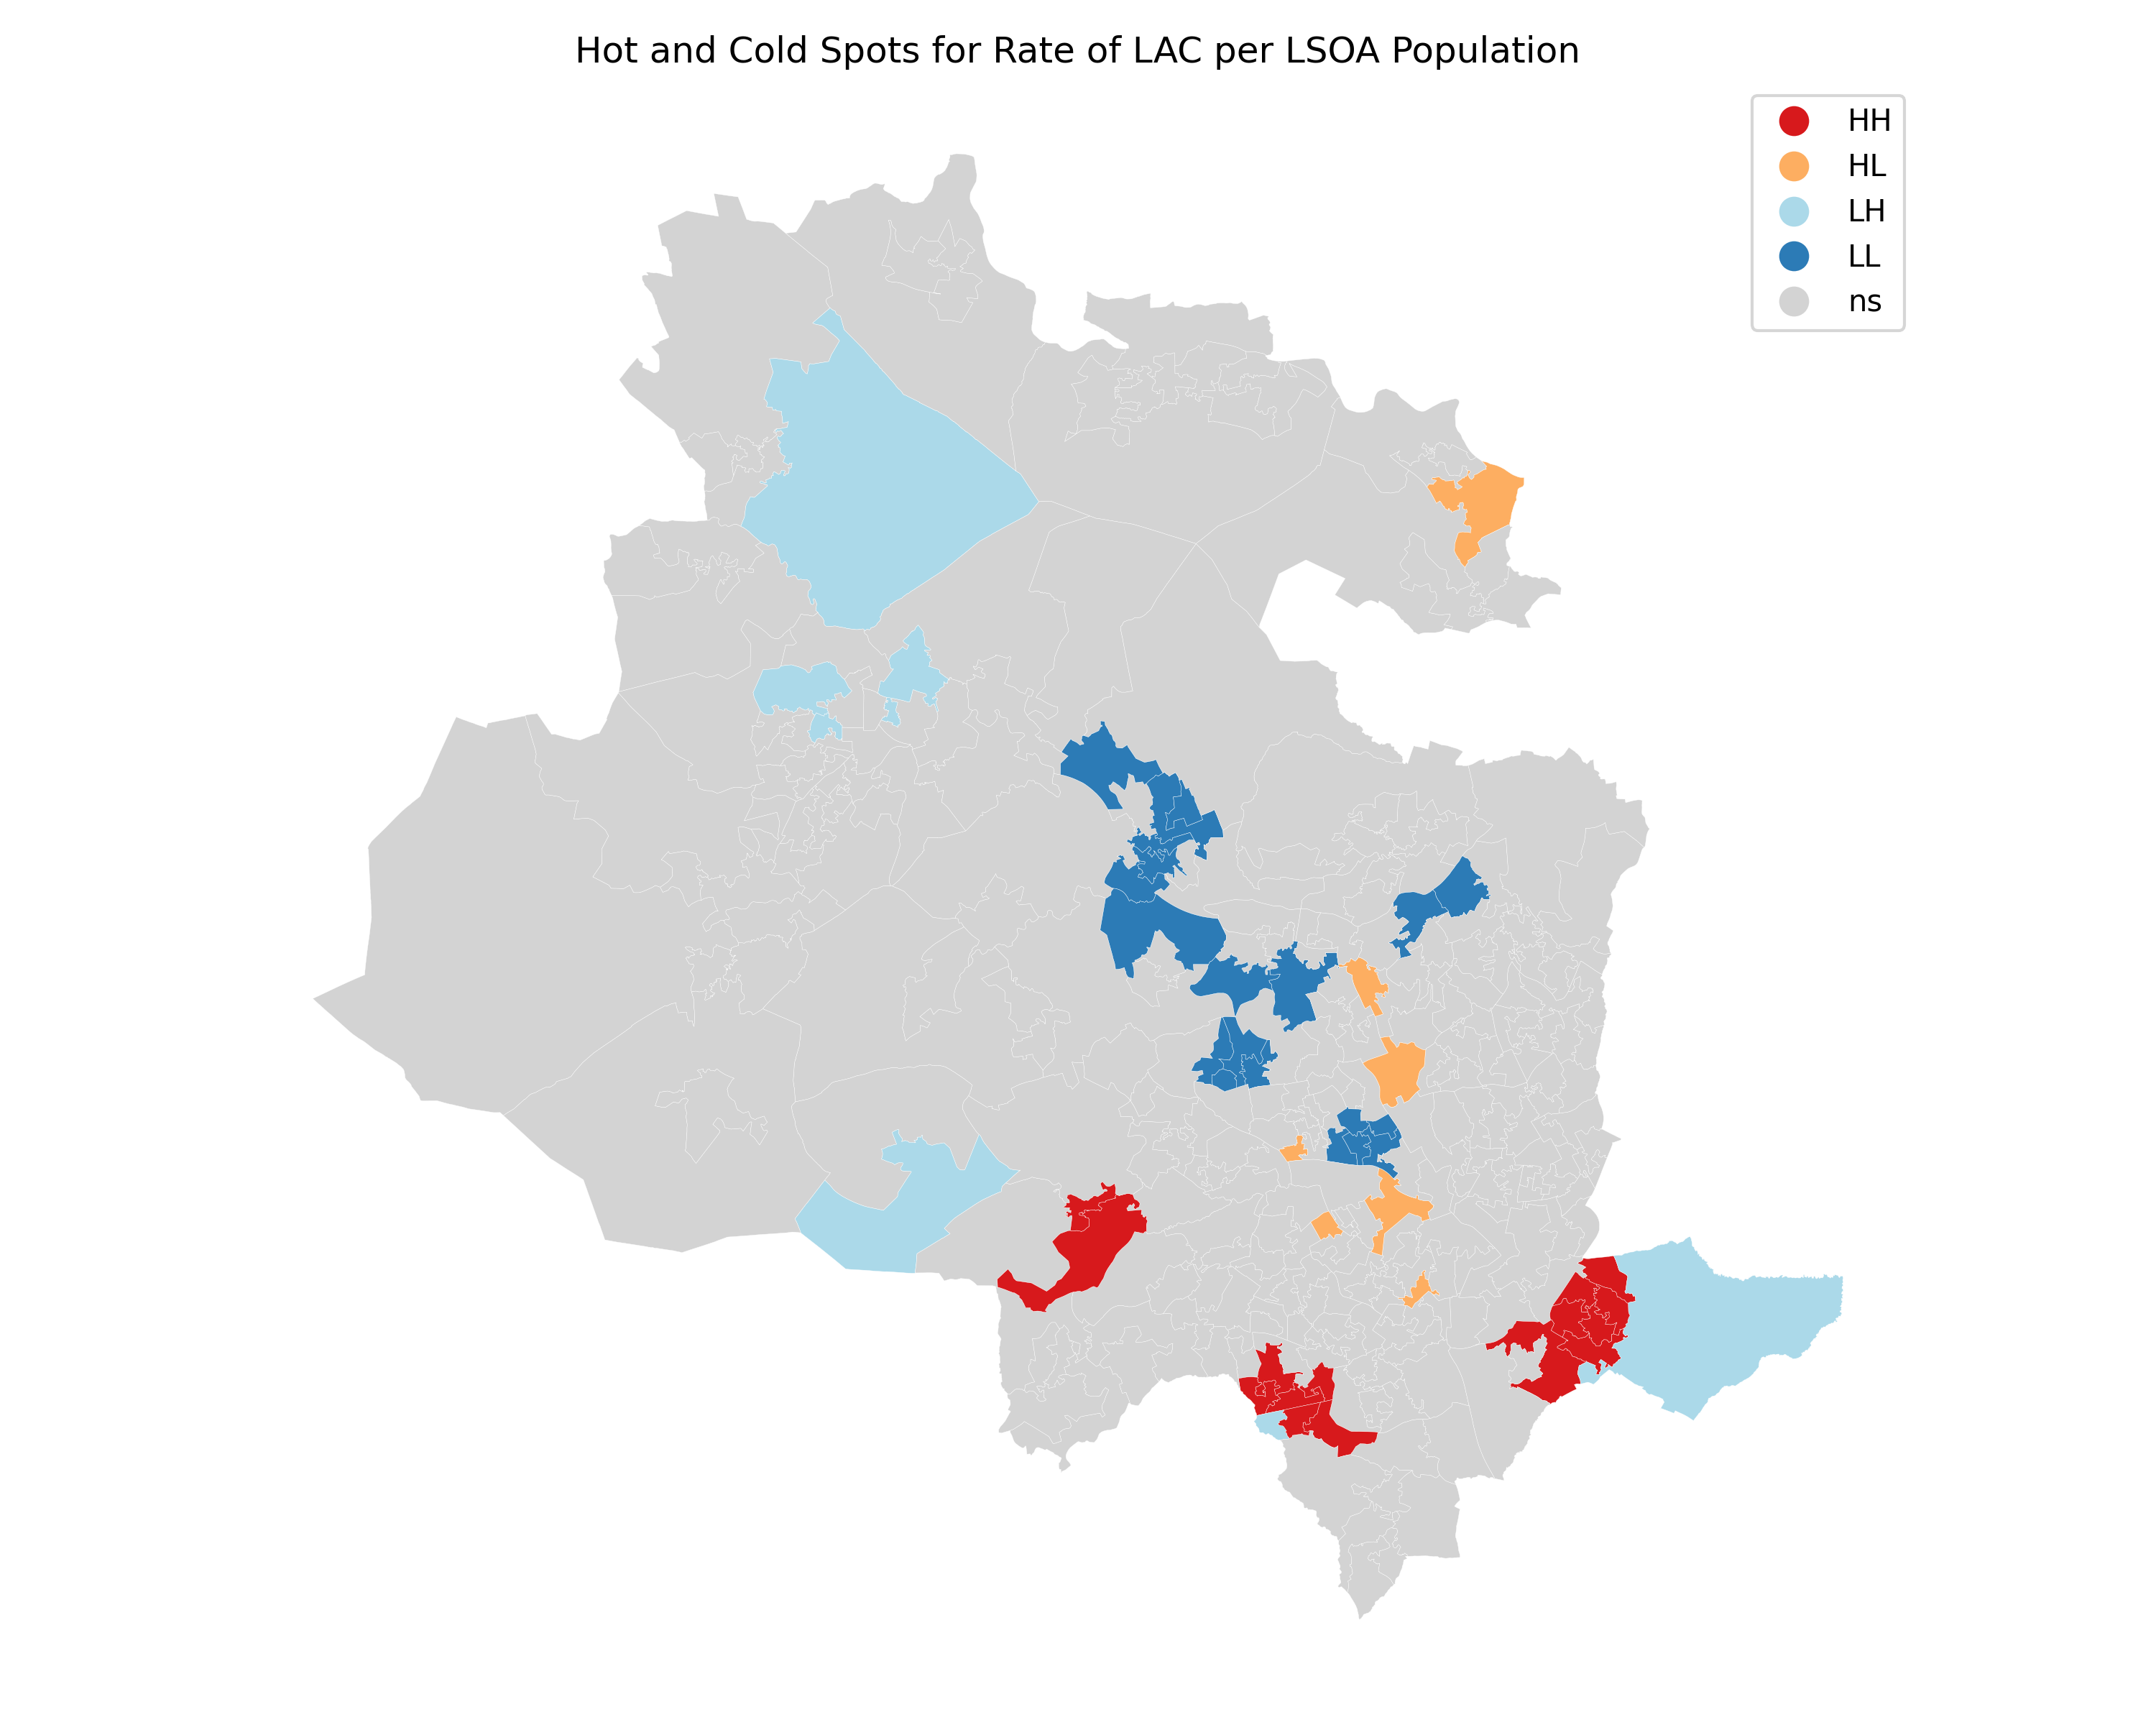 Hot and Cold Spots for Rate of LAC per LSOA Population
HH
HL
LH
LL
ns